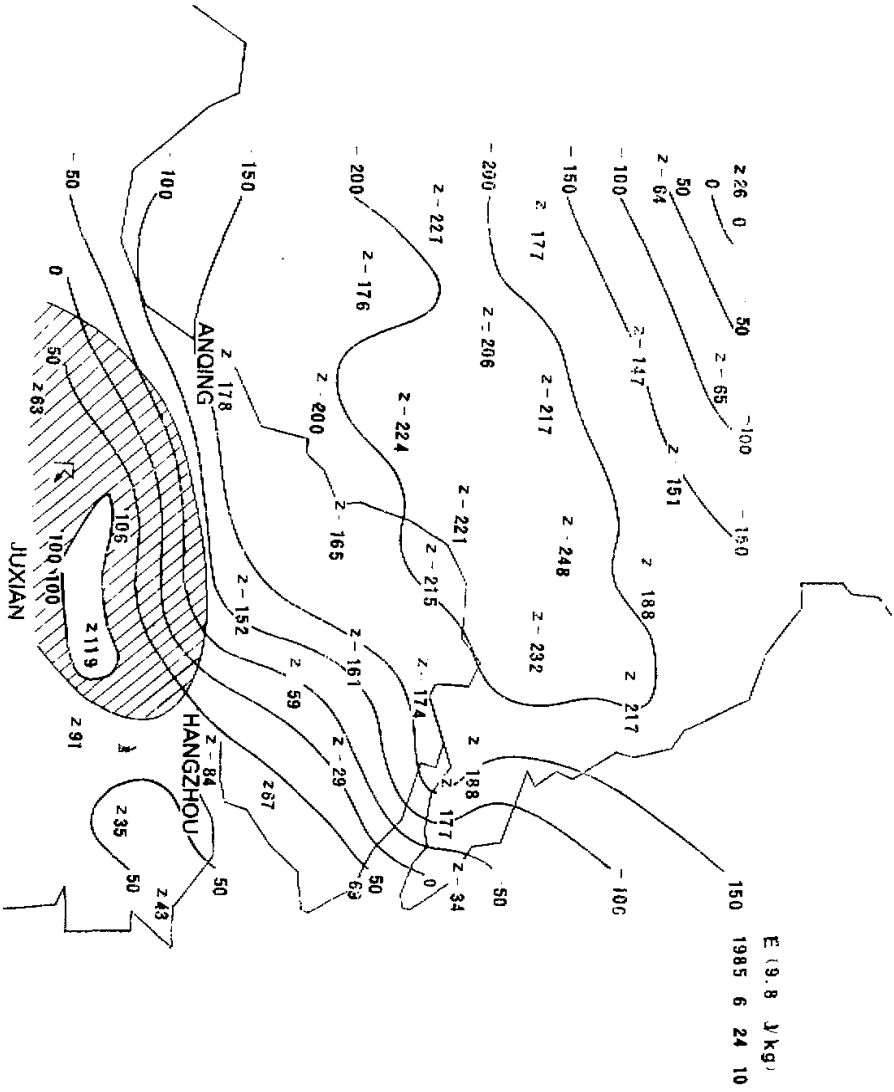 E (9.8 J/kg)
1985 6 24 10
z 26
0
0
50
-100
-150
150
z -64
50
z -65
-100
z -151
z 188
z 217
-100
-150
z -147
z 177
z -217
z -248
z -232
-200
z -206
z -221
z 188
-50
z -227
z -224
z -215
z 177
z -34
z -174
0
-200
z -176
z -200
z -165
z -161
z -29
50
69
-150
z 178
z -152
z 59
z 67
ANQING
z -84
50
HANGZHOU
-100
z 43
106
z 35
50
-50
0
50
z 119
z 91
z 63
100 100
JUXIAN